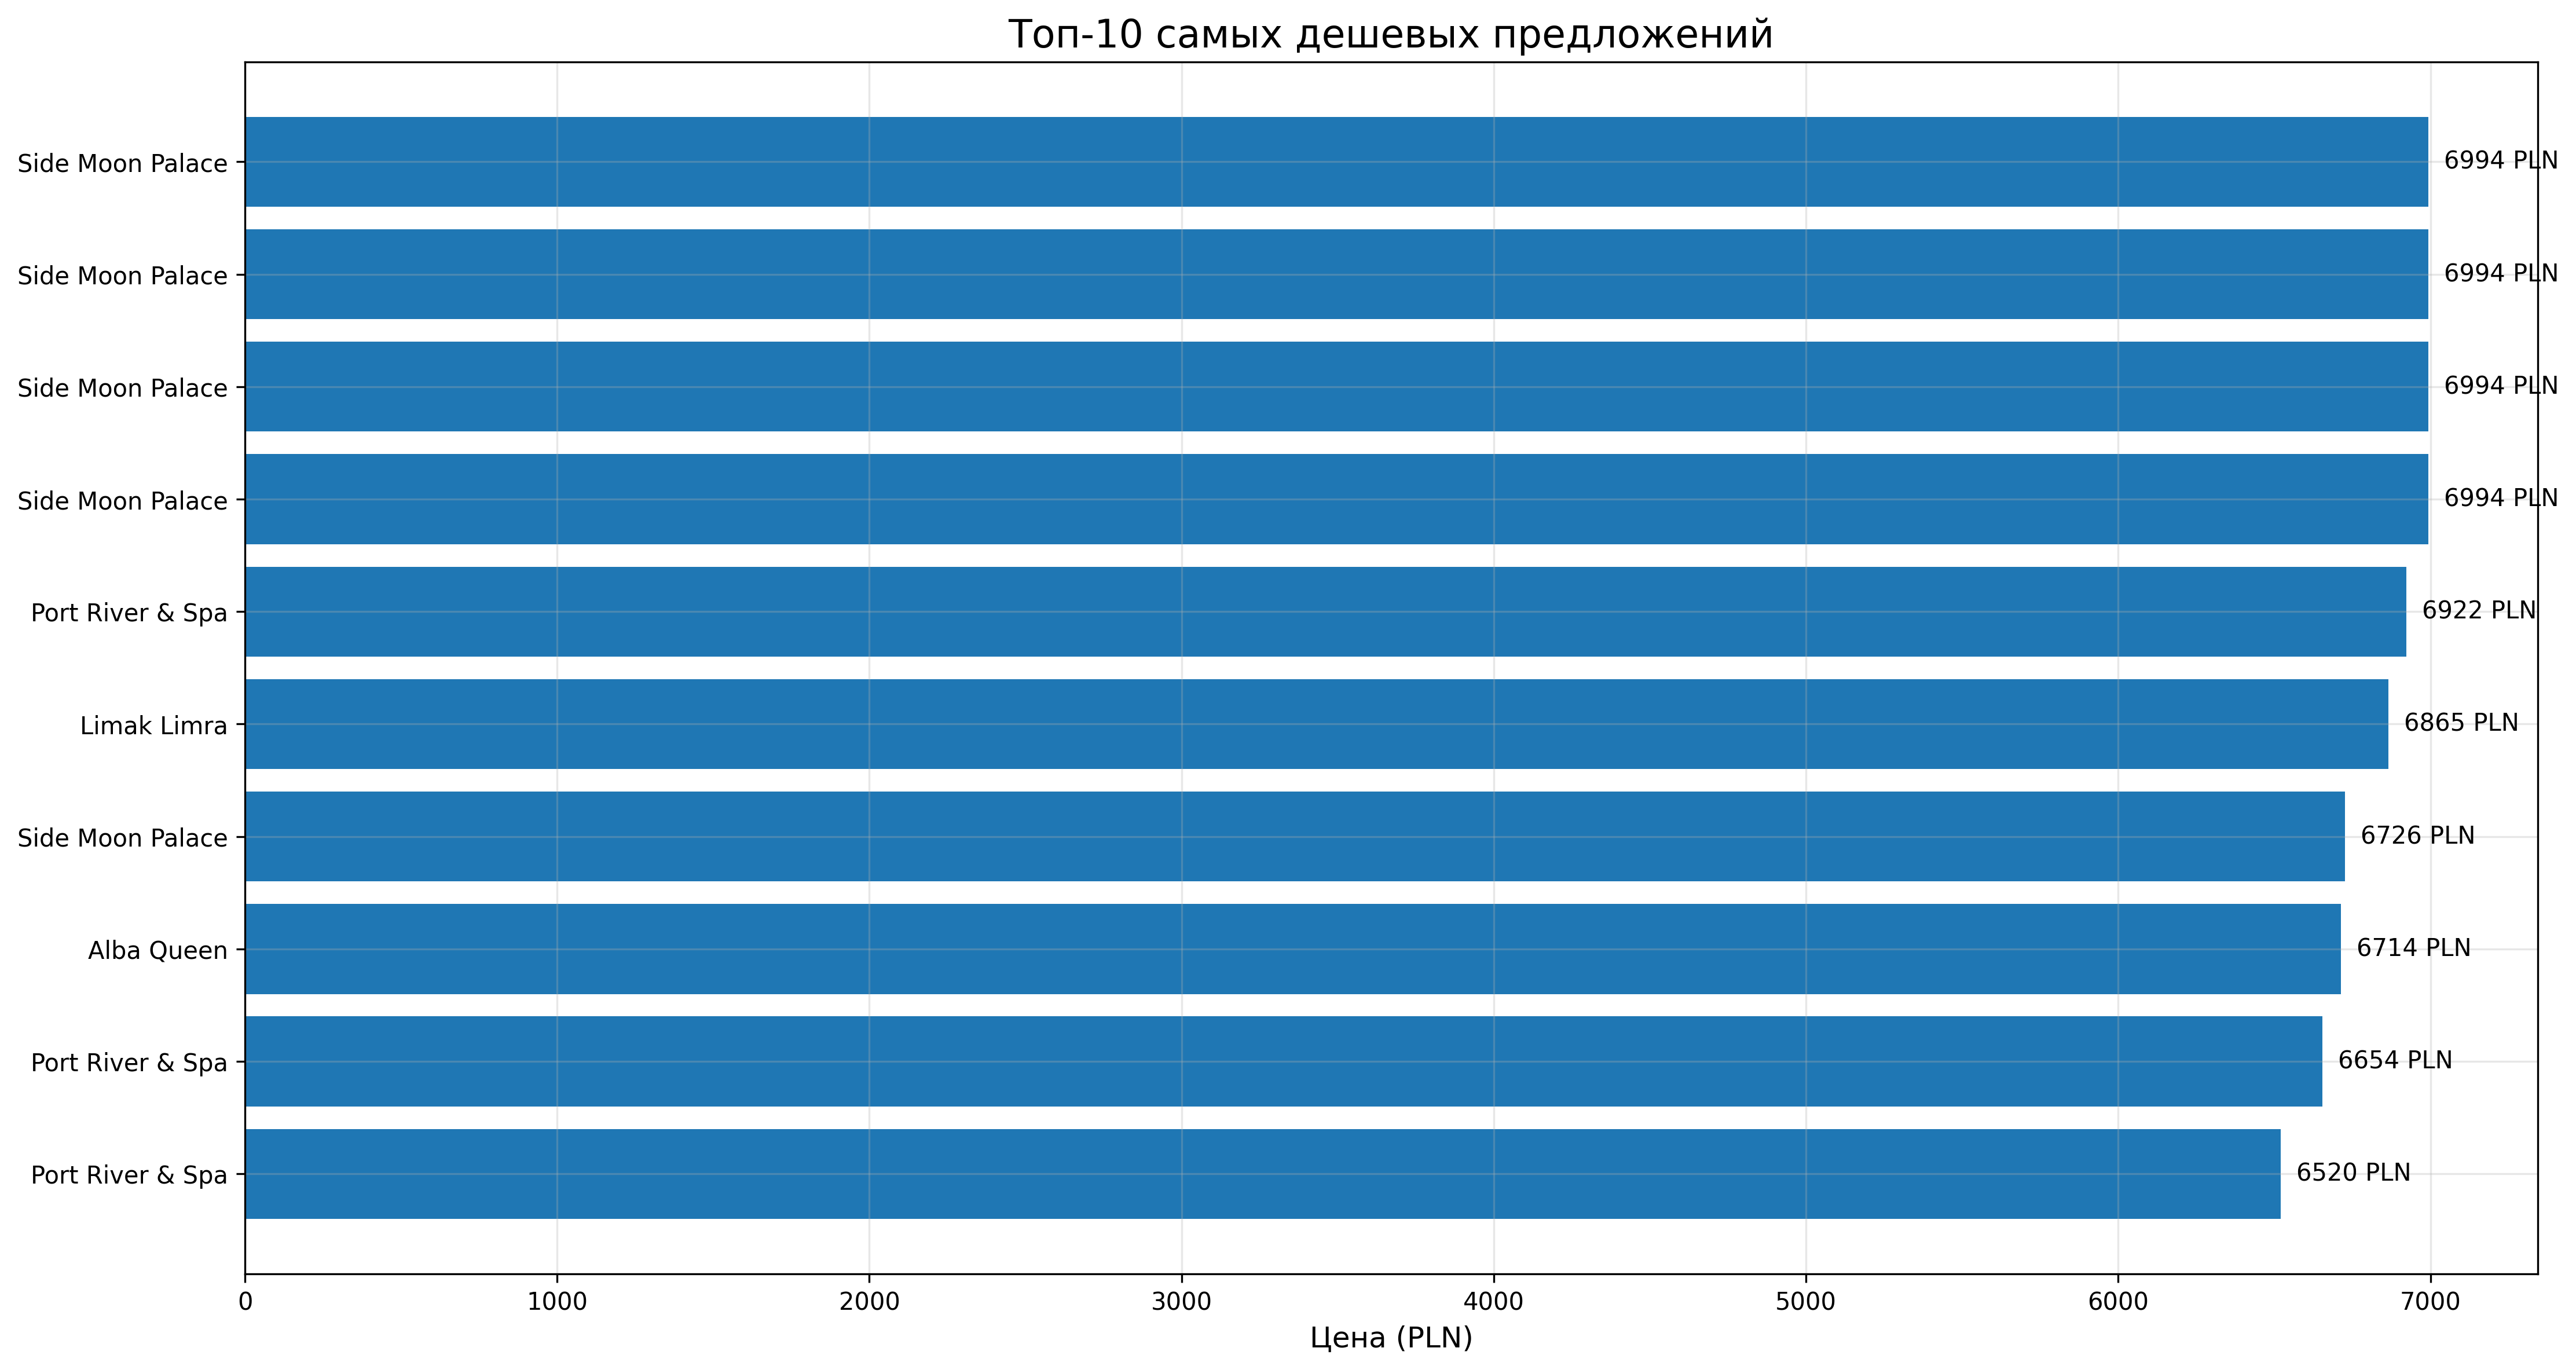 Топ-10 самых дешевых предложений
Side Moon Palace 6994 PLN
Side Moon Palace 6994 PLN
Side Moon Palace 6994 PLN
Side Moon Palace 6994 PLN
Port River & Spa 6922 PLN
Limak Limra 6865 PLN
Side Moon Palace 6726 PLN
Alba Queen 6714 PLN
Port River & Spa 6654 PLN
Port River & Spa 6520 PLN
0 1000 2000 3000 4000 5000 6000 7000
Цена (PLN)